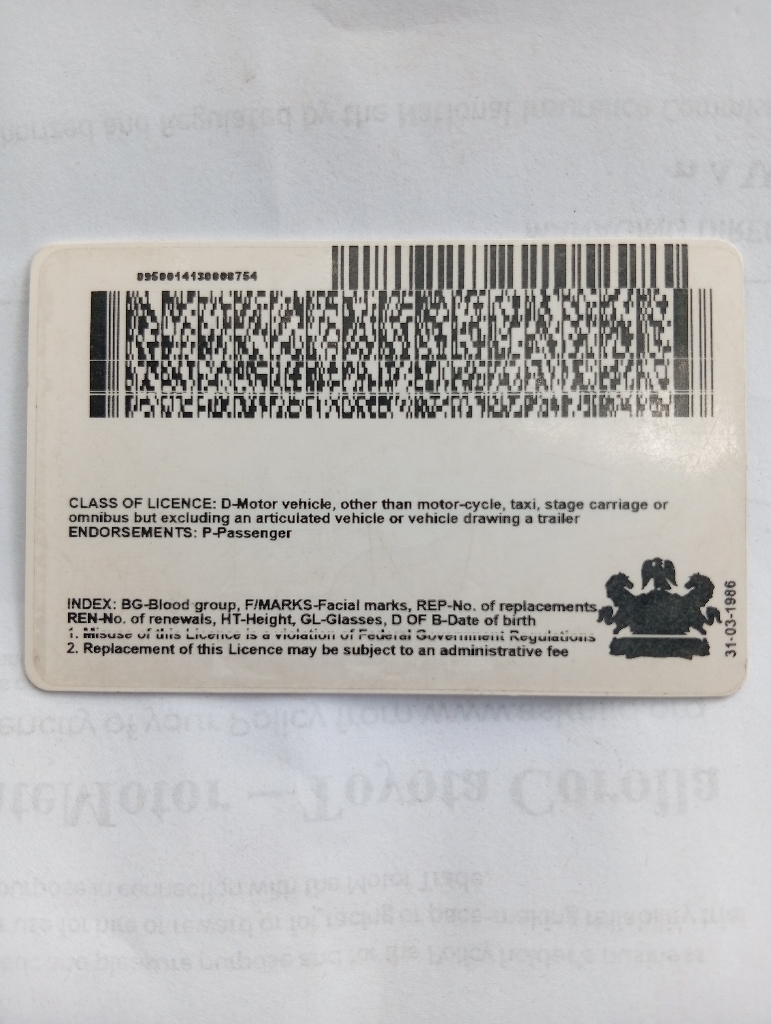 0950014130008754
CLASS OF LICENCE: D-Motor vehicle, other than motor-cycle, taxi, stage carriage or
omnibus but excluding an articulated vehicle or vehicle drawing a trailer
ENDORSEMENTS: P-Passenger
INDEX: BG-Blood group, F/MARKS-Facial marks, REP-No. of replacements,
REN-No. of renewals, HT-Height, GL-Glasses, D OF B-Date of birth
1. Misuse of this Licence is a violation of Federal Government Regulations
2. Replacement of this Licence may be subject to an administrative fee
31-03-1986